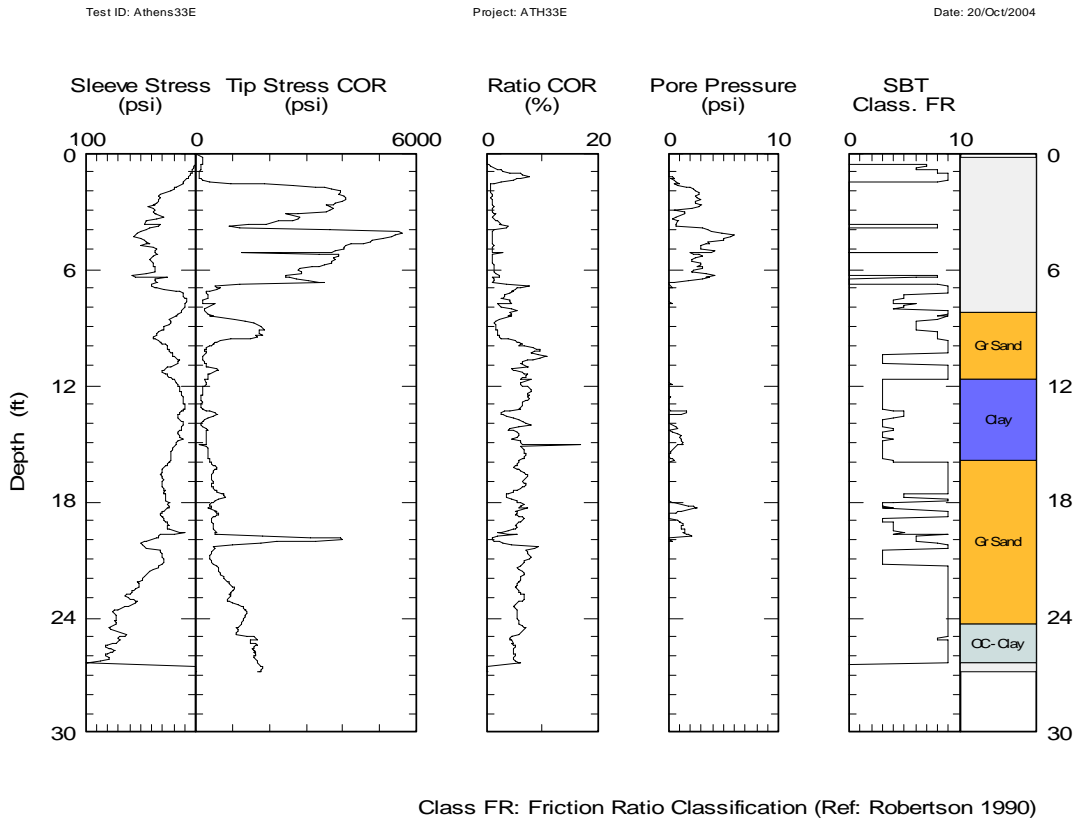 Test ID: Athens33E Project: ATH33E Date: 20/Oct/2004
Sleeve Stress Tip Stress COR Ratio COR Pore Pressure SBT
(psi) (psi) (%) (psi) Class. FR
100 0 6000 0 20 0 10 0 10
0 0
6 6
Gr Sand
12 12
Clay
Depth (ft)
18 18
Gr Sand
24 24
OC-Clay
30 30
Class FR: Friction Ratio Classification (Ref: Robertson 1990)